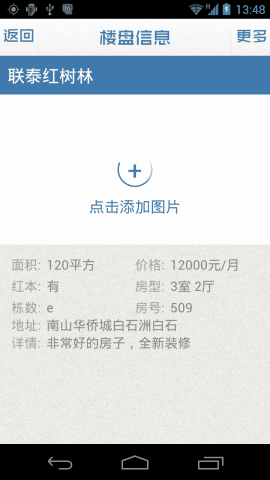 13:48
返回 楼盘信息 更多
联泰红树林
点击添加图片
面积: 120平方 价格: 12000元/月
红本: 有 房型: 3室 2厅
栋数: e 房号: 509
地址: 南山华侨城白石洲白石
详情: 非常好的房子，全新装修